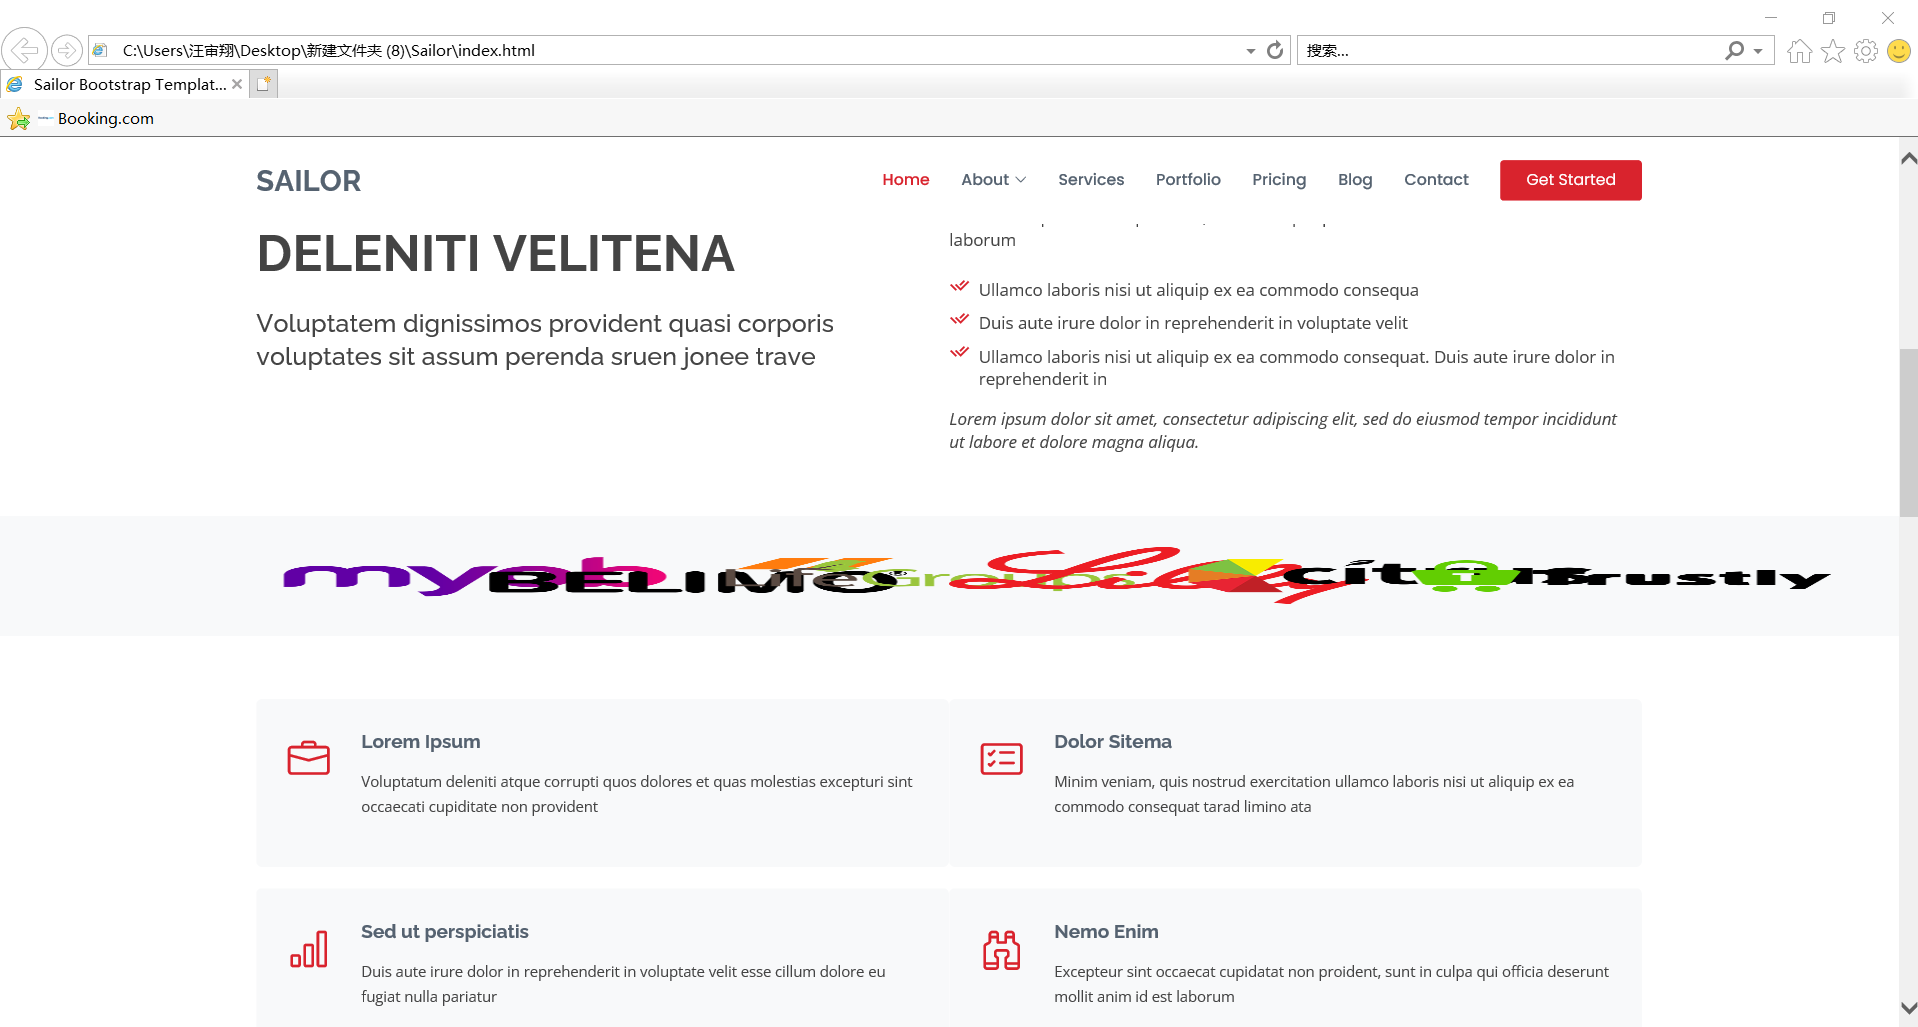 C:\Users\汪宙翔\Desktop\新建文件夹 (8)\Sailor\index.html
搜索...
Sailor Bootstrap Templat...
Booking.com
SAILOR
Home
About
Services
Portfolio
Pricing
Blog
Contact
Get Started
DELENITI VELITENA
Voluptatem dignissimos provident quasi corporis
voluptates sit assum perenda sruen jonee trave
laborum
Ullamco laboris nisi ut aliquip ex ea commodo consequa
Duis aute irure dolor in reprehenderit in voluptate velit
Ullamco laboris nisi ut aliquip ex ea commodo consequat. Duis aute irure dolor in
reprehenderit in
Lorem ipsum dolor sit amet, consectetur adipiscing elit, sed do eiusmod tempor incididunt
ut labore et dolore magna aliqua.
myob
BELIMO
LifeGroups
Lilly
citrus
Trustly
Lorem Ipsum
Voluptatum deleniti atque corrupti quos dolores et quas molestias excepturi sint
occaecati cupiditate non provident
Dolor Sitema
Minim veniam, quis nostrud exercitation ullamco laboris nisi ut aliquip ex ea
commodo consequat tarad limino ata
Sed ut perspiciatis
Duis aute irure dolor in reprehenderit in voluptate velit esse cillum dolore eu
fugiat nulla pariatur
Nemo Enim
Excepteur sint occaecat cupidatat non proident, sunt in culpa qui officia deserunt
mollit anim id est laborum